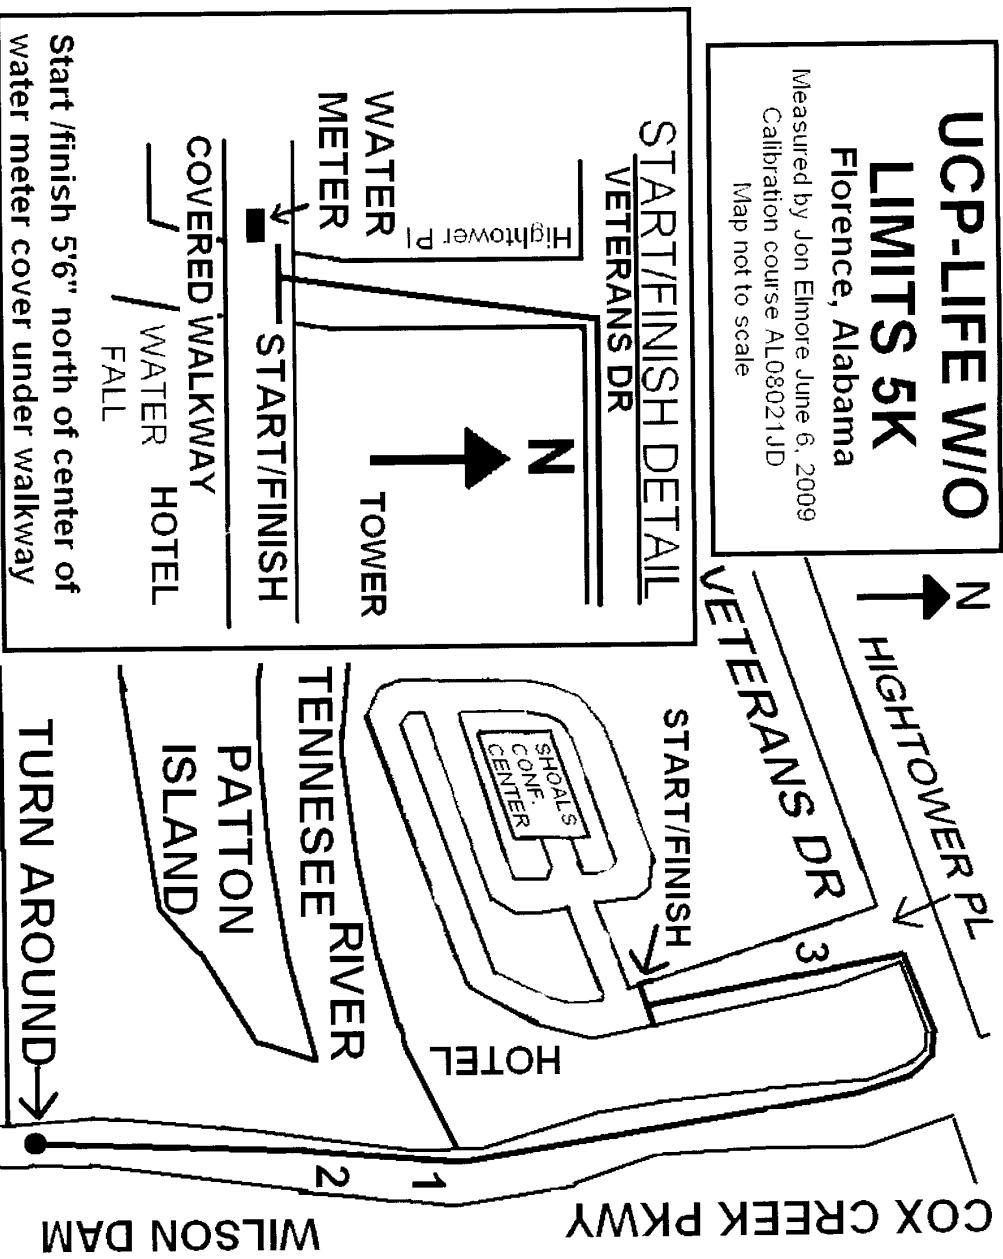 UCP-LIFE W/O
LIMITS 5K
Florence, Alabama
Measured by Jon Elmore June 6, 2009
Calibration course AL08021JD
Map not to scale
START/FINISH DETAIL
VETERANS DR
Hightower Pl
WATER
METER
N
TOWER
START/FINISH
COVERED WALKWAY
WATER
FALL
HOTEL
Start /finish 5'6" north of center of
water meter cover under walkway
N
HIGHTOWER PL
VETERANS DR
START/FINISH
3
SHOALS
CONF.
CENTER
HOTEL
TENNESEE RIVER
PATTON
ISLAND
TURN AROUND
1
2
COX CREEK PKWY
WILSON DAM